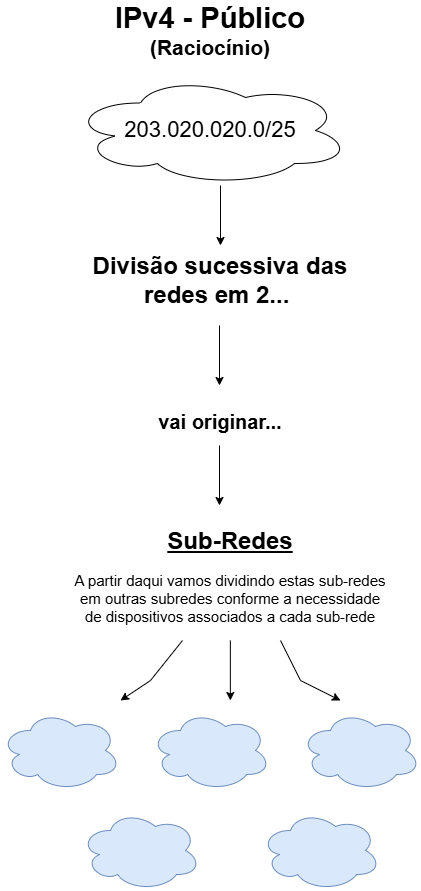 IPv4 - Público
(Raciocínio)
203.020.020.0/25
Divisão sucessiva das
redes em 2...
vai originar...
Sub-Redes
A partir daqui vamos dividindo estas sub-redes
em outras subredes conforme a necessidade
de dispositivos associados a cada sub-rede